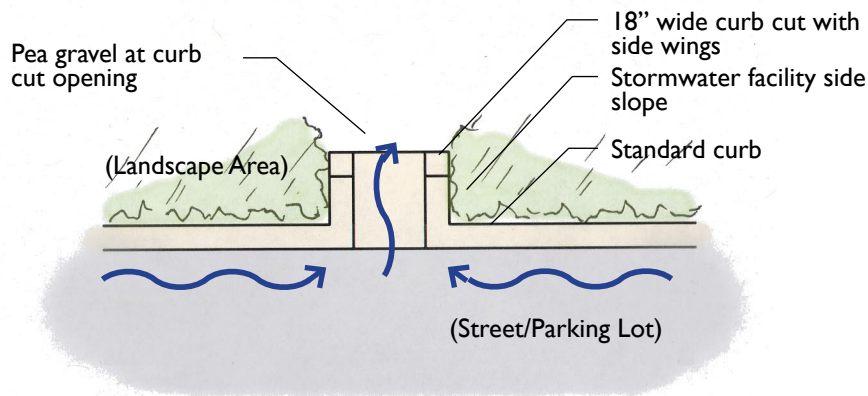 Pea gravel at curb
cut opening
18” wide curb cut with
side wings
Stormwater facility side
slope
(Landscape Area)
Standard curb
(Street/Parking Lot)